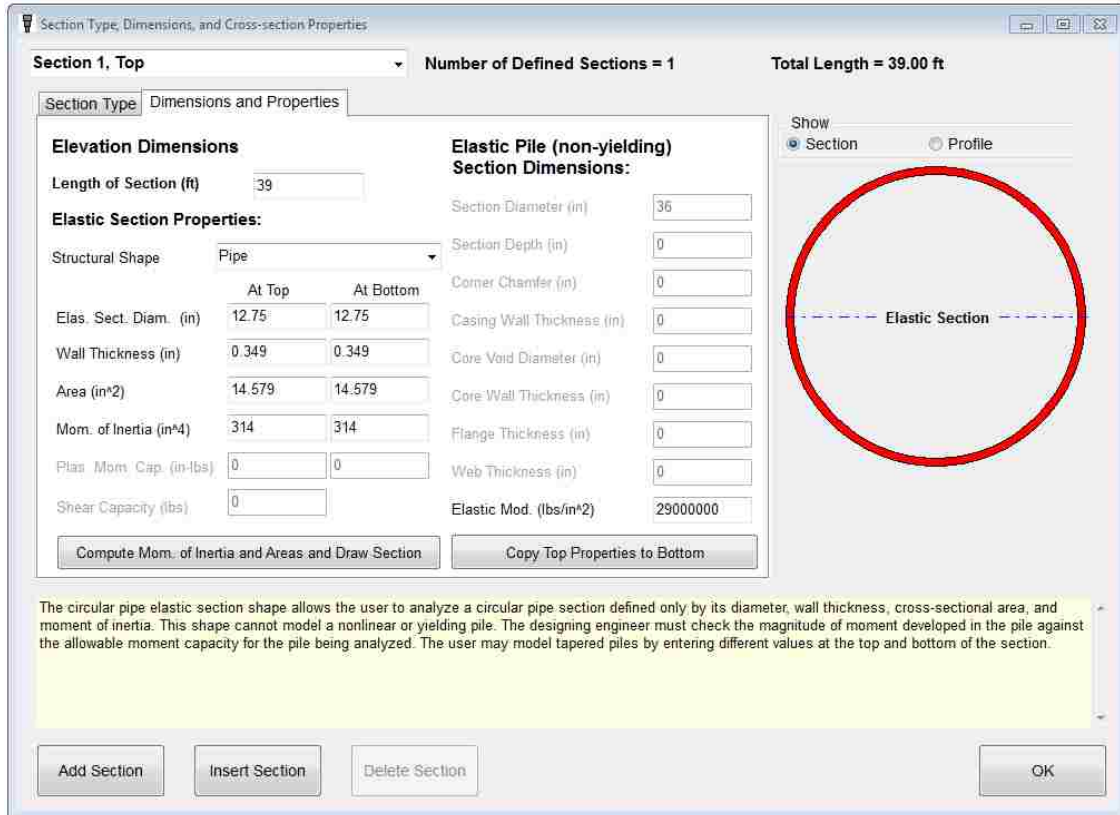 Section Type, Dimensions, and Cross-section Properties
Section 1, Top
Number of Defined Sections = 1
Total Length = 39.00 ft
Section Type
Dimensions and Properties
Elevation Dimensions
Length of Section (ft) 39
Elastic Section Properties:
Structural Shape Pipe
At Top At Bottom
Elas. Sect. Diam. (in) 12.75 12.75
Wall Thickness (in) 0.349 0.349
Area (in^2) 14.579 14.579
Mom. of Inertia (in^4) 314 314
Plas. Mom. Cap. (in-lbs) 0 0
Shear Capacity (lbs) 0
Compute Mom. of Inertia and Areas and Draw Section
Elastic Pile (non-yielding)
Section Dimensions:
Section Diameter (in) 36
Section Depth (in) 0
Corner Chamfer (in) 0
Casing Wall Thickness (in) 0
Core Void Diameter (in) 0
Core Wall Thickness (in) 0
Flange Thickness (in) 0
Web Thickness (in) 0
Elastic Mod. (lbs/in^2) 29000000
Copy Top Properties to Bottom
Show
Section Profile
Elastic Section
The circular pipe elastic section shape allows the user to analyze a circular pipe section defined only by its diameter, wall thickness, cross-sectional area, and
moment of inertia. This shape cannot model a nonlinear or yielding pile. The designing engineer must check the magnitude of moment developed in the pile against
the allowable moment capacity for the pile being analyzed. The user may model tapered piles by entering different values at the top and bottom of the section.
Add Section
Insert Section
Delete Section
OK